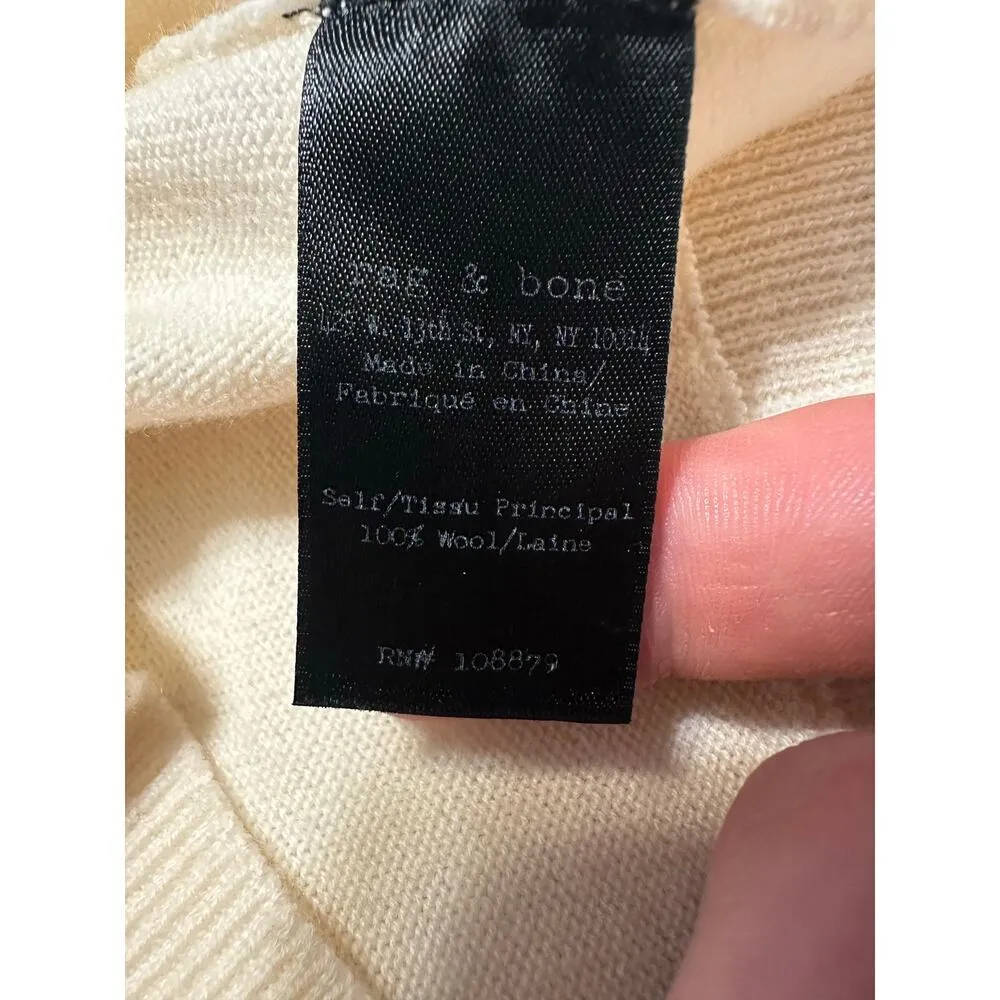 rag & bone
425 W. 13th St, NY, NY 10014
Made in China/
Fabriqué en Chine
Self/Tissu Principal
100% Wool/Laine
RN# 108879